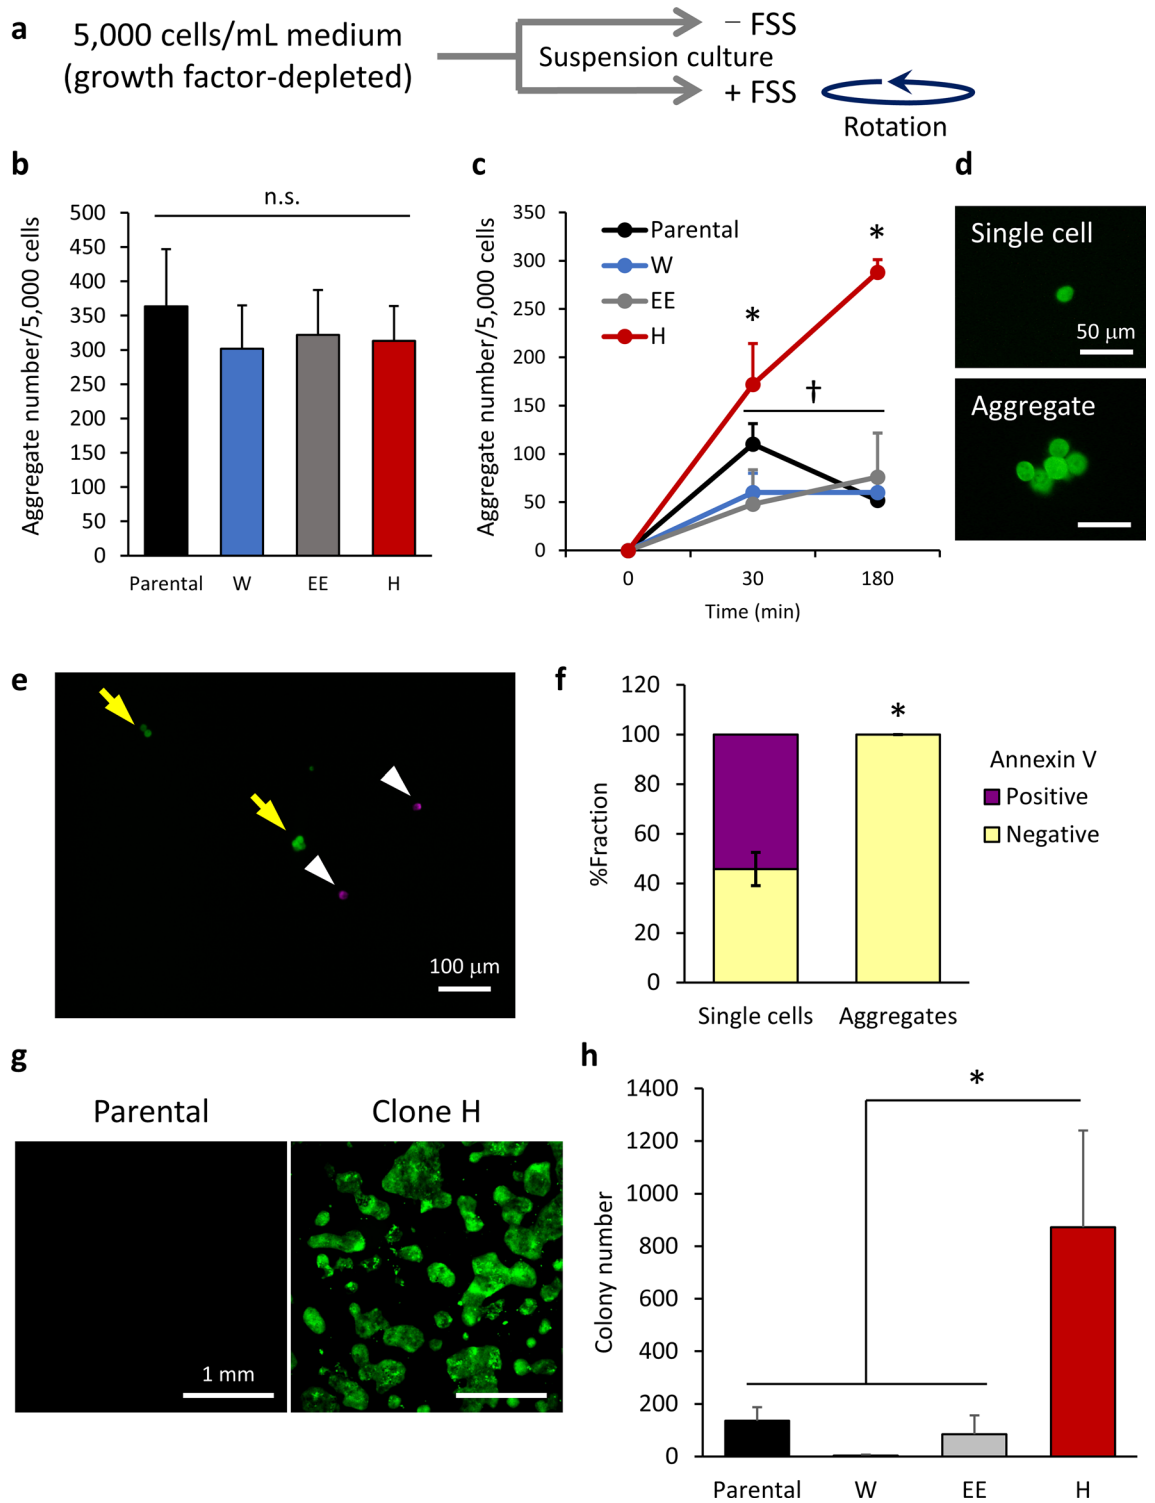 a
5,000 cells/mL medium
(growth factor-depleted)
− FSS
Suspension culture
+ FSS
Rotation
b
n.s.
Aggregate number/5,000 cells
500
450
400
350
300
250
200
150
100
50
0
Parental
W
EE
H
c
Aggregate number/5,000 cells
350
300
250
200
150
100
50
0
Parental
W
EE
H
*
*
†
0
30
180
Time (min)
d
Single cell
50 μm
Aggregate
e
100 μm
f
%Fraction
120
100
80
60
40
20
0
*
Single cells
Aggregates
Annexin V
Positive
Negative
g
Parental
Clone H
1 mm
h
Colony number
1400
1200
1000
800
600
400
200
0
*
Parental
W
EE
H